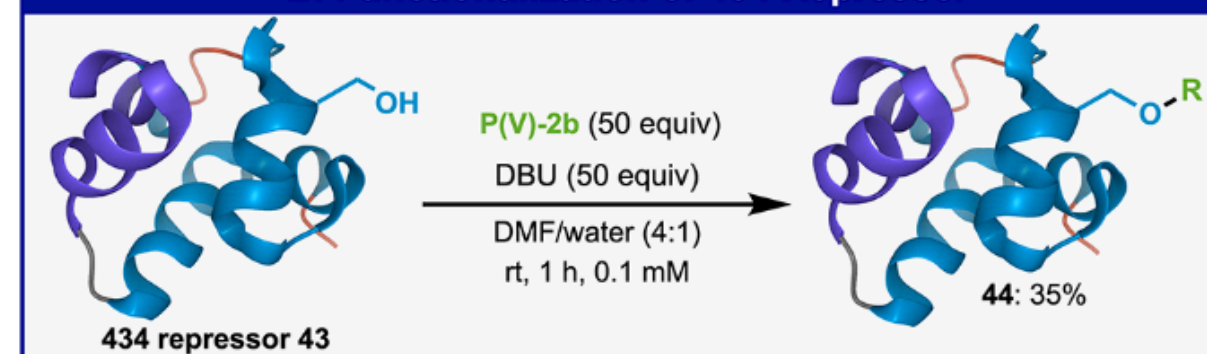 OH
P(V)-2b (50 equiv)
DBU (50 equiv)
DMF/water (4:1)
rt, 1 h, 0.1 mM
434 repressor 43
O
R
44: 35%